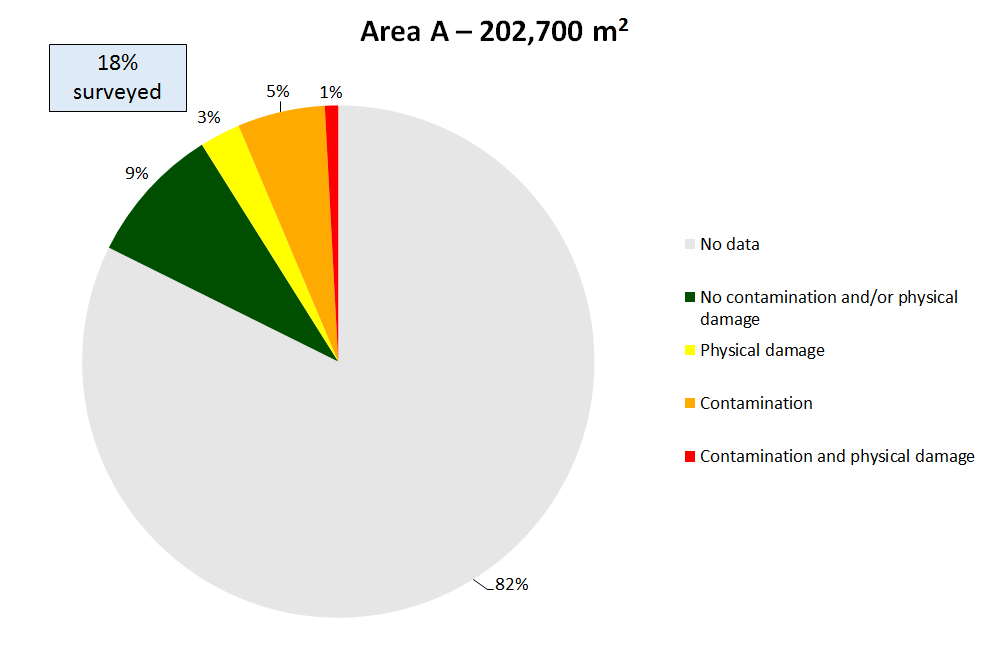 Area A – 202,700 m²
18%
surveyed
5%
1%
3%
9%
No data
No contamination and/or physical
damage
Physical damage
Contamination
Contamination and physical damage
82%